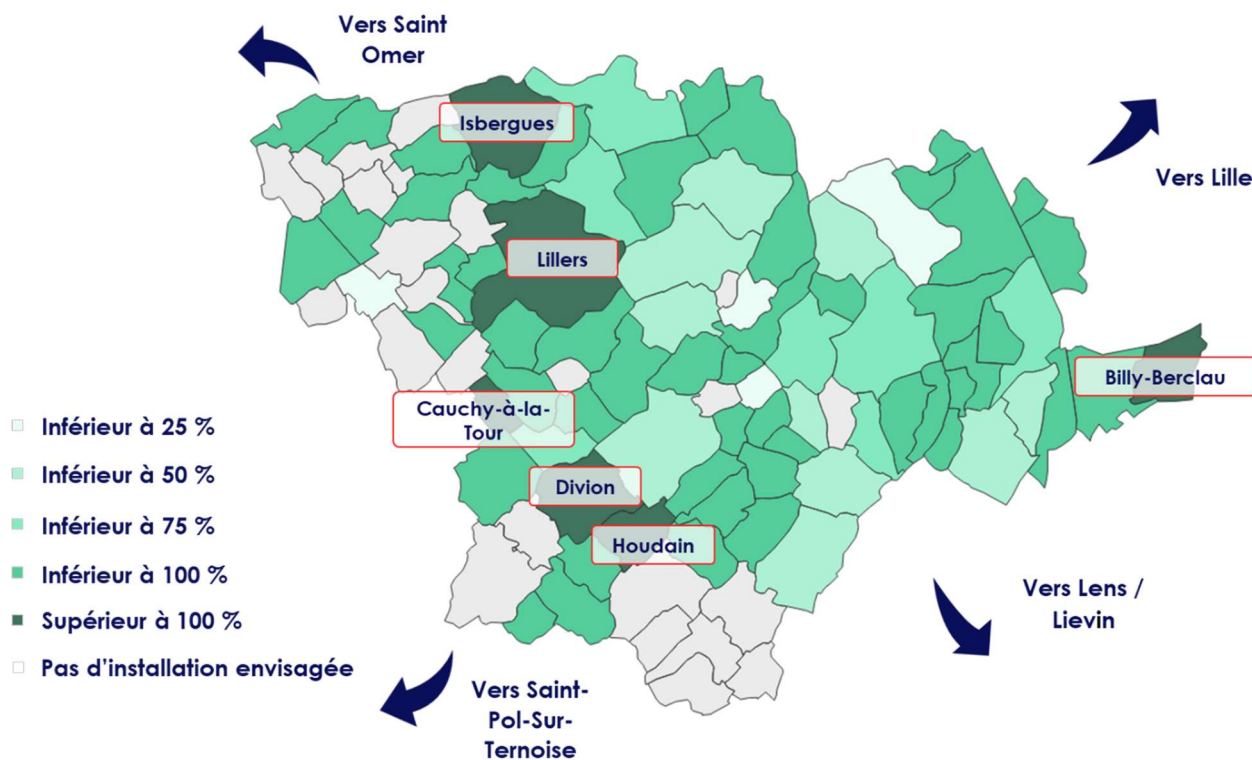 Vers Saint
Omer
Isbergues
Vers Lille
Lillers
Billy-Berclau
Cauchy-à-la-
Tour
Divion
Houdain
Inférieur à 25 %
Inférieur à 50 %
Inférieur à 75 %
Inférieur à 100 %
Supérieur à 100 %
Pas d'installation envisagée
Vers Lens /
Lievin
Vers Saint-
Pol-Sur-
Ternoise